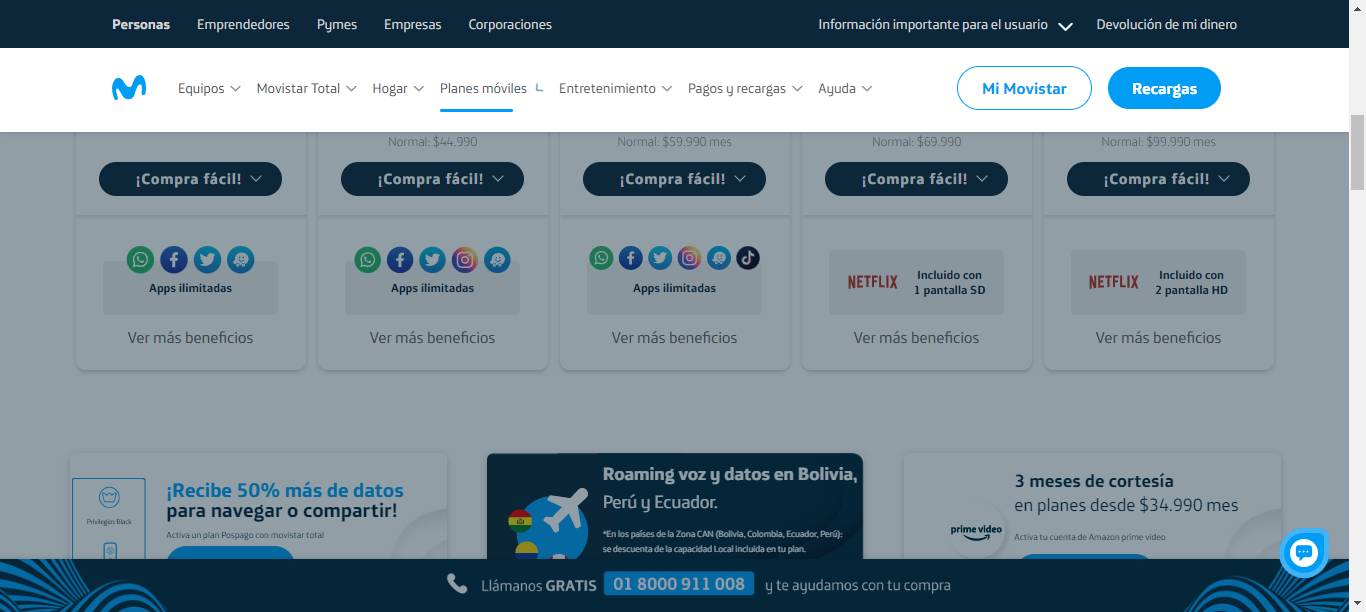 Personas Emprendedores Pymes Empresas Corporaciones Información importante para el usuario Devolución de mi dinero
Equipos Movistar Total Hogar Planes móviles Entretenimiento Pagos y recargas Ayuda Mi Movistar Recargas
Normal: $44.990 Normal: $59.990 mes Normal: $69.990 Normal: $99.990 mes
¡Compra fácil! ¡Compra fácil! ¡Compra fácil! ¡Compra fácil! ¡Compra fácil!
Apps ilimitadas
Ver más beneficios
Apps ilimitadas
Ver más beneficios
Apps ilimitadas
Ver más beneficios
NETFLIX
Incluido con
1 pantalla SD
Ver más beneficios
NETFLIX
Incluido con
2 pantalla HD
Ver más beneficios
Privilegios Black
¡Recibe 50% más de datos
para navegar o compartir!
Activa un plan Pospago con movistar total
Roaming voz y datos en Bolivia,
Perú y Ecuador.
*En los países de la Zona CAN (Bolivia, Colombia, Ecuador, Perú):
se descuenta de la capacidad Local incluida en tu plan.
prime video
3 meses de cortesía
en planes desde $34.990 mes
Activa tu cuenta de Amazon prime video
Llámanos GRATIS 01 8000 911 008 y te ayudamos con tu compra